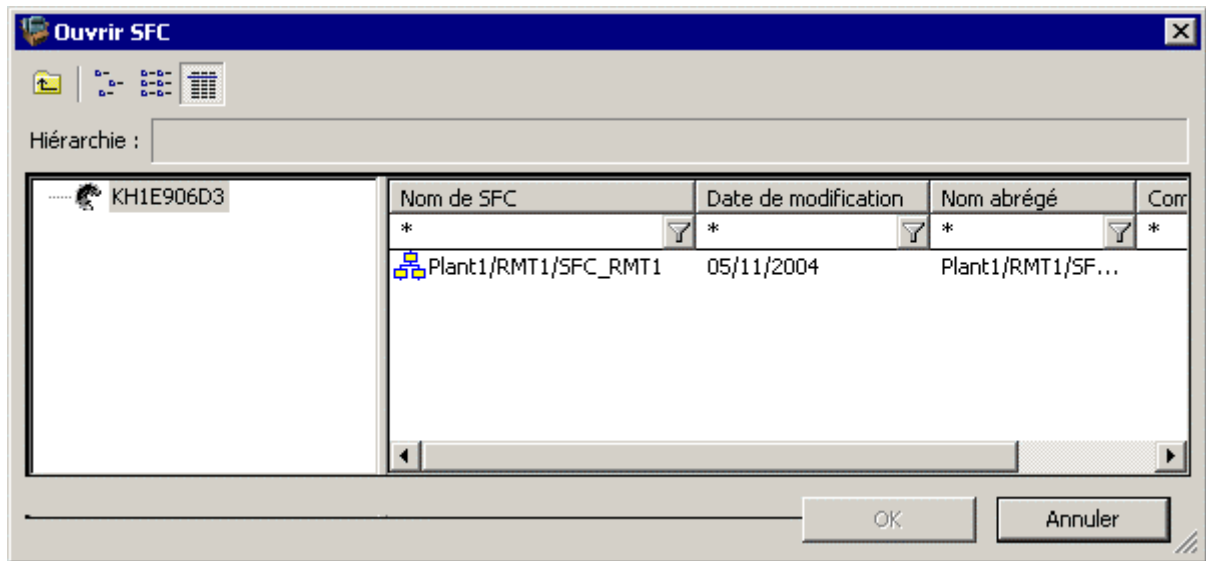 Ouvrir SFC
Hiérarchie :
KH1E906D3
Nom de SFC Date de modification Nom abrégé Com
* * * *
Plant1/RMT1/SFC_RMT1 05/11/2004 Plant1/RMT1/SF...
OK Annuler